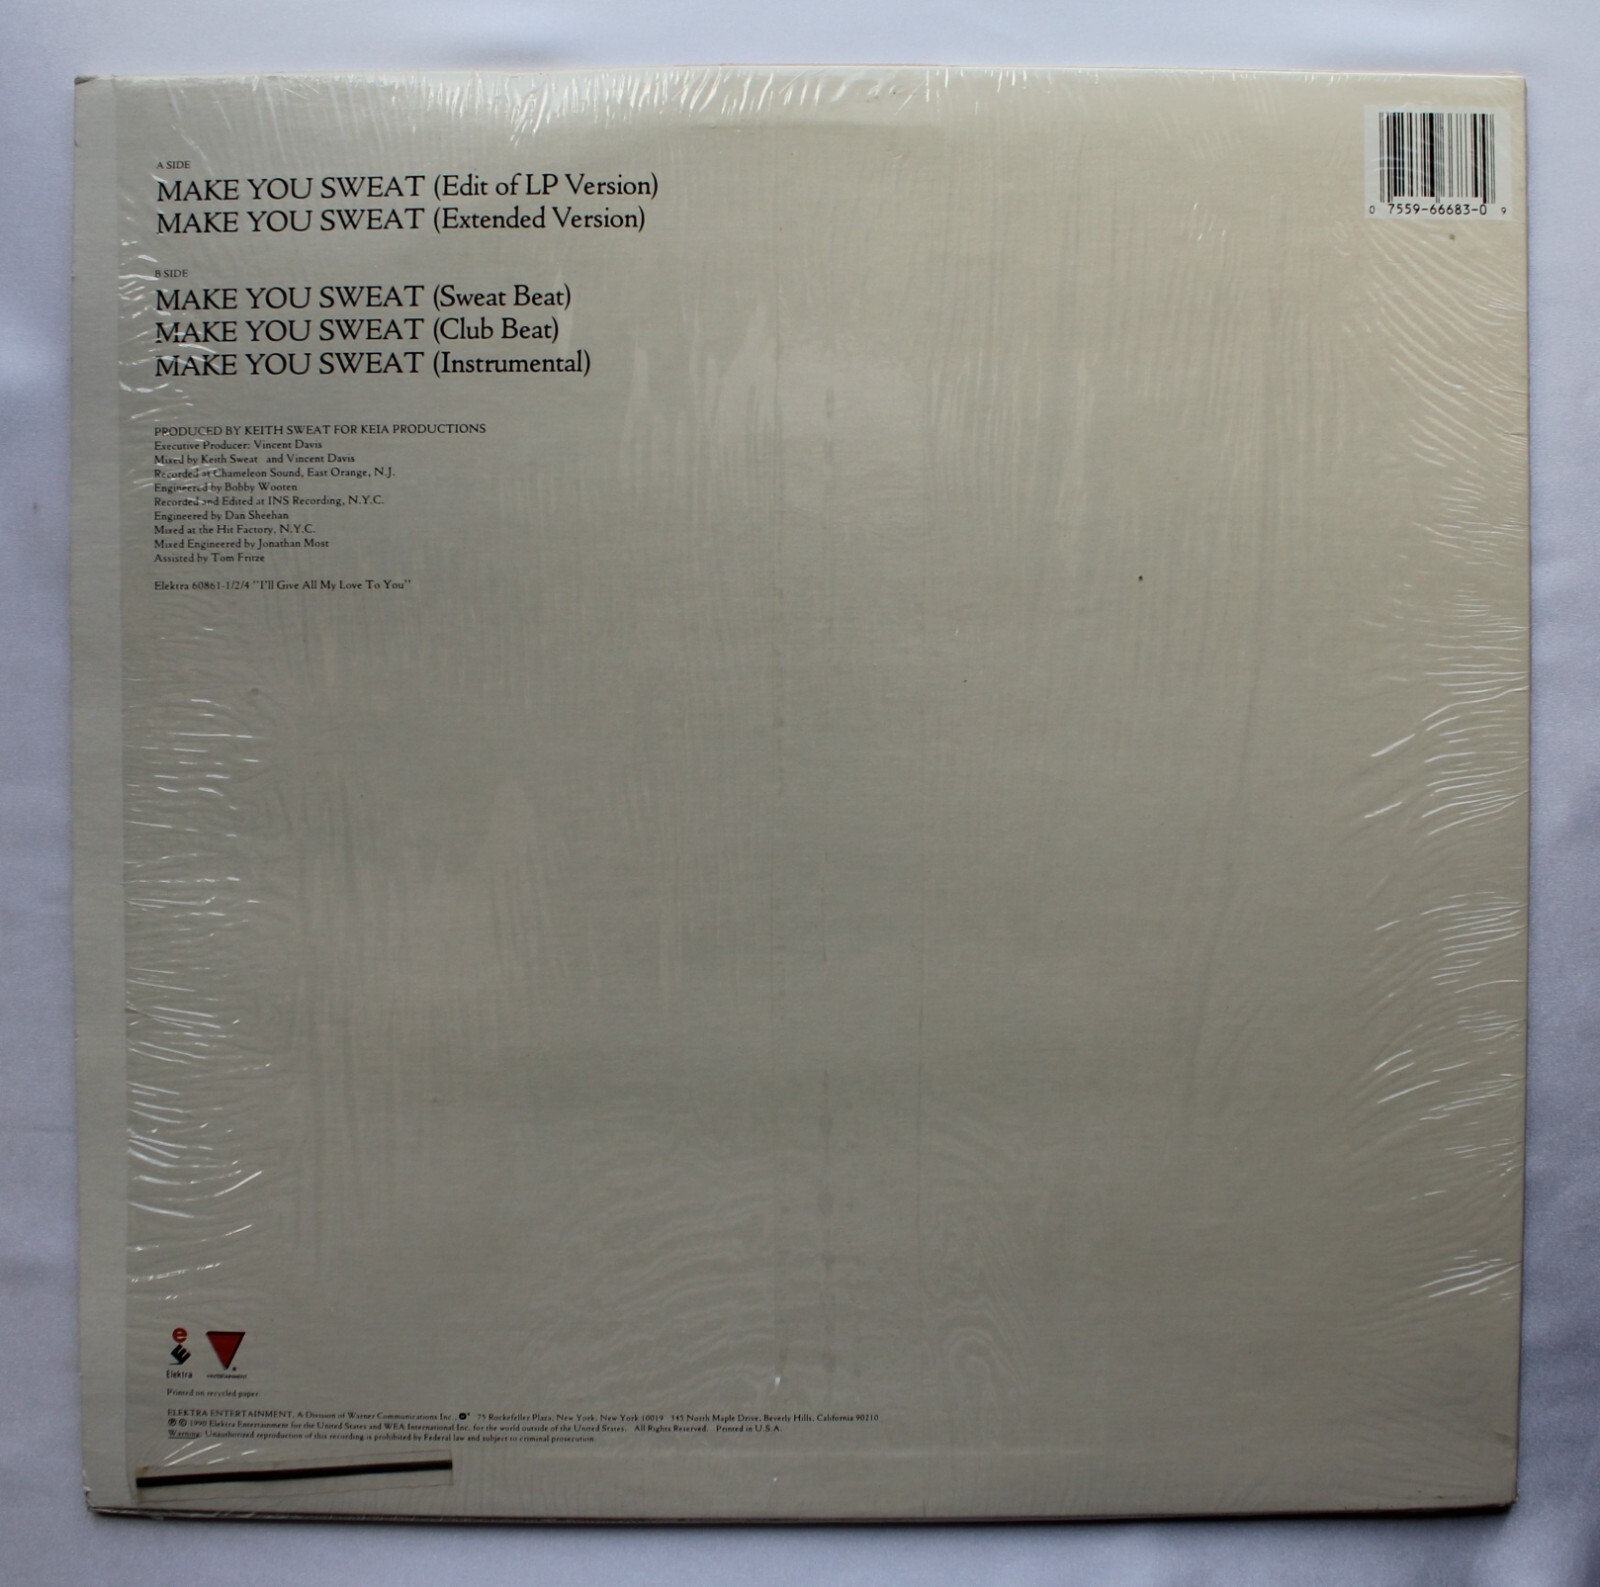 A SIDE
MAKE YOU SWEAT (Edit of LP Version)
MAKE YOU SWEAT (Extended Version)
B SIDE
MAKE YOU SWEAT (Sweat Beat)
MAKE YOU SWEAT (Club Beat)
MAKE YOU SWEAT (Instrumental)
PRODUCED BY KEITH SWEAT FOR KEIA PRODUCTIONS
Executive Producer: Vincent Davis
Mixed by Keith Sweat and Vincent Davis
Recorded at Chameleon Sound, East Orange, N.J.
Engineered by Bobby Wooten
Recorded and Edited at INS Recording, N.Y.C.
Engineered by Dan Sheehan
Mixed at the Hit Factory, N.Y.C.
Mixed Engineered by Jonathan Most
Assisted by Tom Fritze
Elektra 60861-1/2/4 "I'll Give All My Love To You"
0 7559-66683-0 9
e
Elektra
ENTERTAINMENT
Printed on recycled paper
ELEKTRA ENTERTAINMENT, A Division of Warner Communications Inc., 75 Rockefeller Plaza, New York, New York 10019 345 North Maple Drive, Beverly Hills, California 90210
℗ © 1990 Elektra Entertainment for the United States and WEA International Inc. for the world outside of the United States. All Rights Reserved. Printed in U.S.A.
Warning: Unauthorized reproduction of this recording is prohibited by Federal law and subject to criminal prosecution.